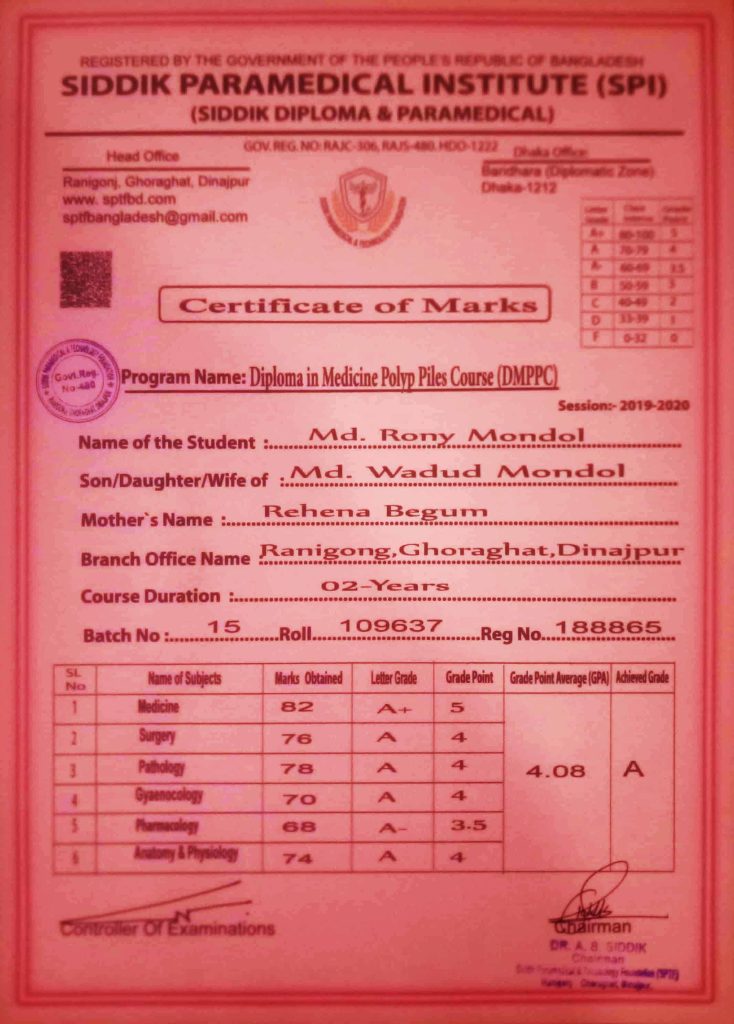 REGISTERED BY THE GOVERNMENT OF THE PEOPLE'S REPUBLIC OF BANGLADESH
SIDDIK PARAMEDICAL INSTITUTE (SPI)
(SIDDIK DIPLOMA & PARAMEDICAL)
GOV. REG. NO: RAJC-306, RAJS-480, HDO-1222
Head Office
Ranigonj, Ghoraghat, Dinajpur
www. sptfbd.com
sptfbangladesh@gmail.com
Dhaka Office
Baridhara (Diplomatic Zone)
Dhaka-1212
Letter Grade Class Interval Grade Point
A+ 80-100 5
A 70-79 4
A- 60-69 3.5
B 50-59 3
C 40-49 2
D 33-39 1
F 0-32 0
Certificate of Marks
Govt. Reg.
No-480
Program Name: Diploma in Medicine Polyp Piles Course (DMPPC)
Session:- 2019-2020
Name of the Student : Md. Rony Mondol
Son/Daughter/Wife of : Md. Wadud Mondol
Mother`s Name : Rehena Begum
Branch Office Name Ranigong,Ghoraghat,Dinajpur
Course Duration : 02-Years
Batch No : 15 Roll 109637 Reg No. 188865
SL No Name of Subjects Marks Obtained Letter Grade Grade Point Grade Point Average (GPA) Achieved Grade
1 Medicine 82 A+ 5
2 Surgery 76 A 4
3 Pathology 78 A 4 4.08 A
4 Gyaenocology 70 A 4
5 Pharmacology 68 A- 3.5
6 Anatomy & Physiology 74 A 4
Controller Of Examinations
Chairman
DR. A. B. SIDDIK
Chairman